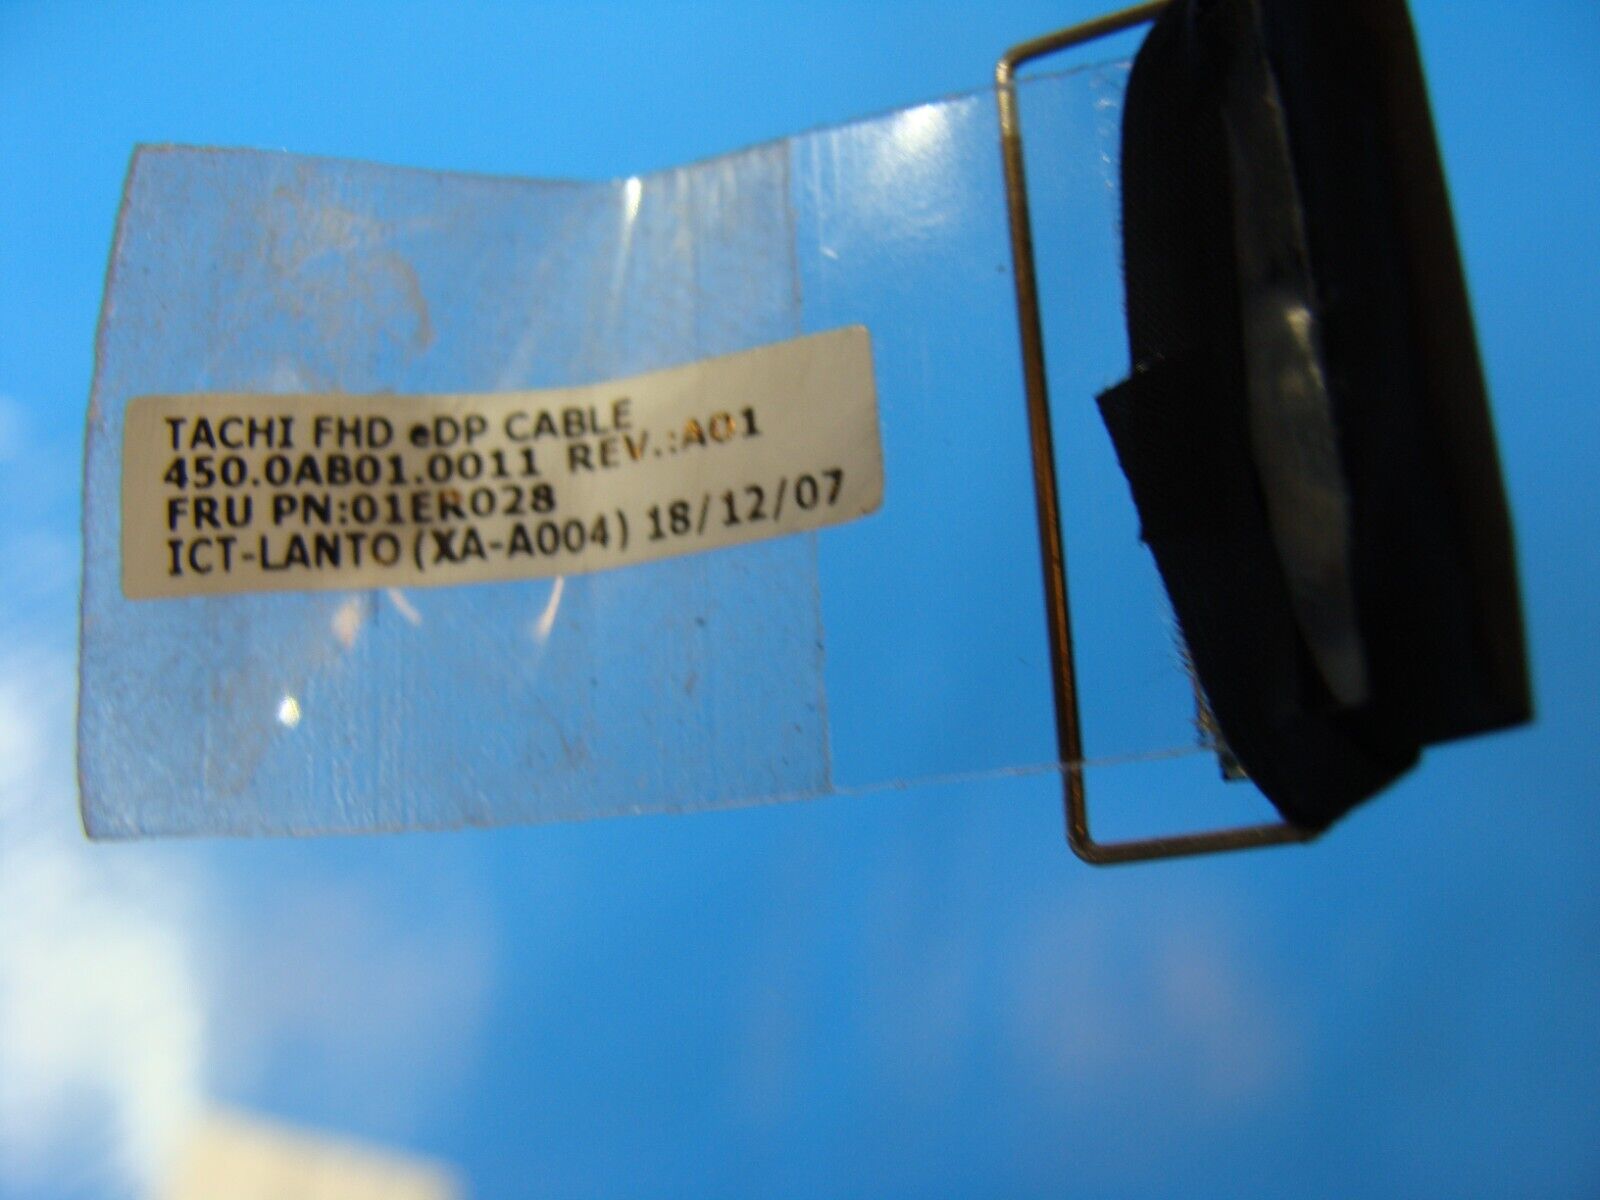 TACHI FHD eDP CABLE
450.0AB01.0011 REV.:A01
FRU PN:01ER028
ICT-LANTO(XA-A004) 18/12/07